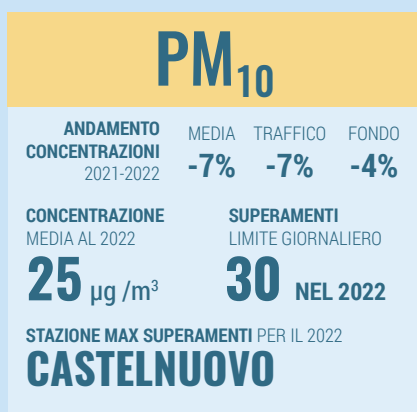 PM10
ANDAMENTO CONCENTRAZIONI 2021-2022
MEDIA TRAFFICO FONDO
-7% -7% -4%
CONCENTRAZIONE
MEDIA AL 2022
25 µg /m³
SUPERAMENTI
LIMITE GIORNALIERO
30 NEL 2022
STAZIONE MAX SUPERAMENTI PER IL 2022
CASTELNUOVO